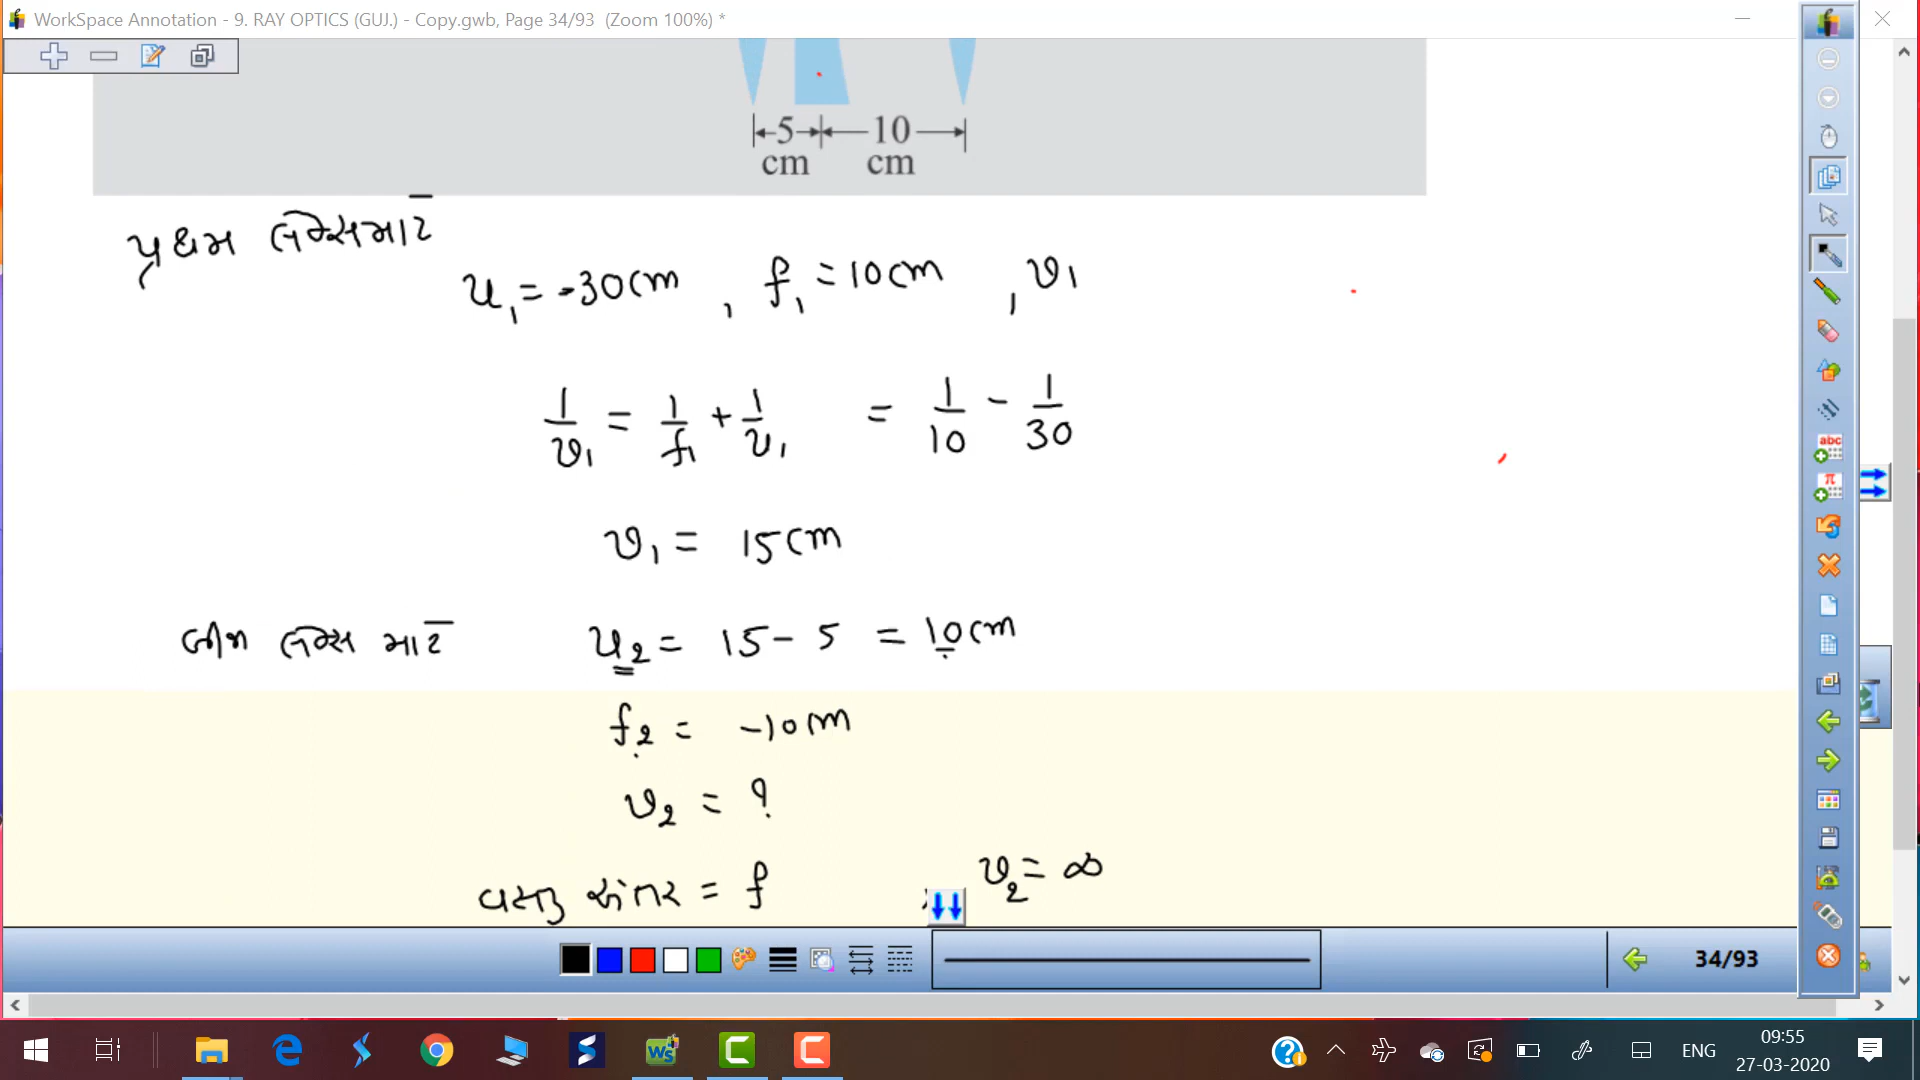 WorkSpace Annotation - 9. RAY OPTICS (GUJ.) - Copy.gwb, Page 34/93 (Zoom 100%) *
5 10
cm cm
પ્રથમ લેન્સ માટે
u₁ = -30cm , f₁ = 10cm , v₁
1/v₁ = 1/f₁ + 1/u₁ = 1/10 - 1/30
v₁ = 15cm
બીજા લેન્સ માટે u₂ = 15 - 5 = 10cm
f₂ = -10cm
v₂ = ?
વસ્તુ અંતર = f v₂ = ∞
abc
π
34/93
ENG
09:55
27-03-2020